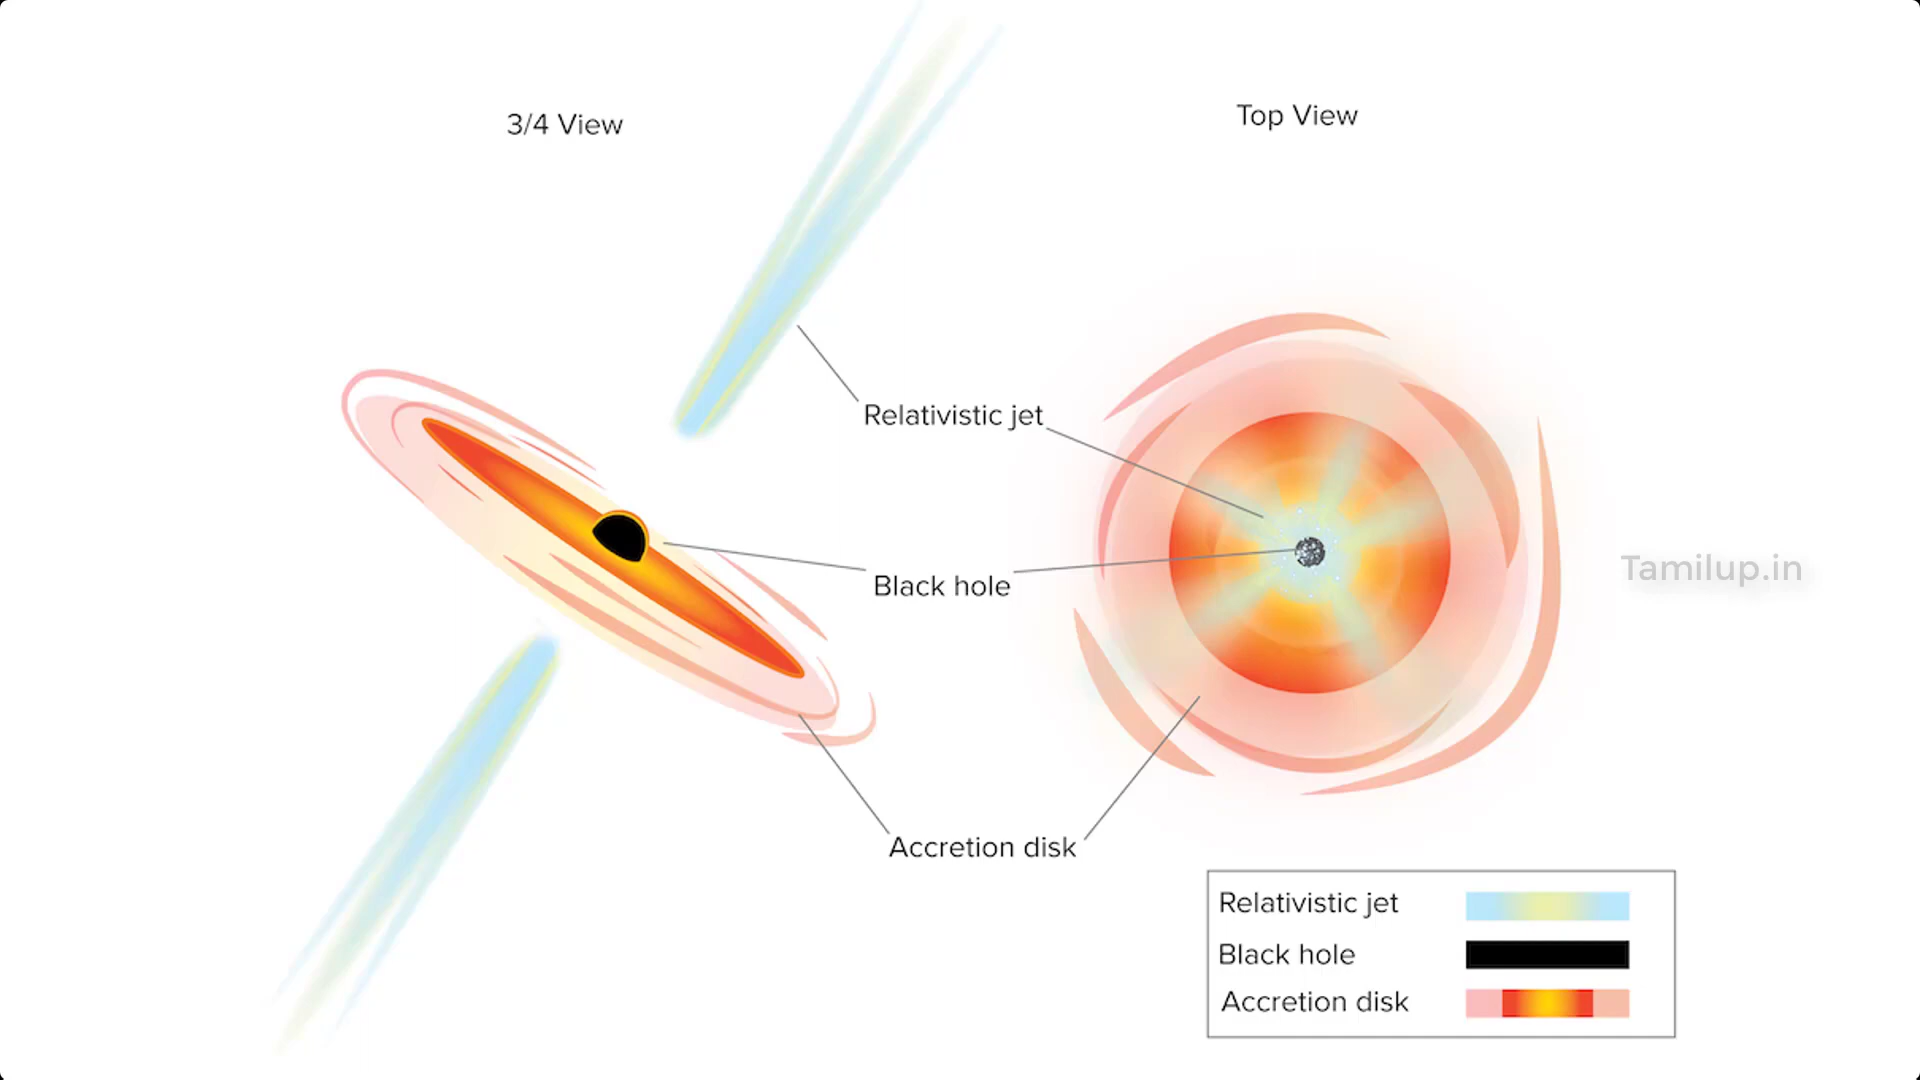 3/4 View
Top View
Relativistic jet
Black hole
Tamilup.in
Accretion disk
Relativistic jet
Black hole
Accretion disk